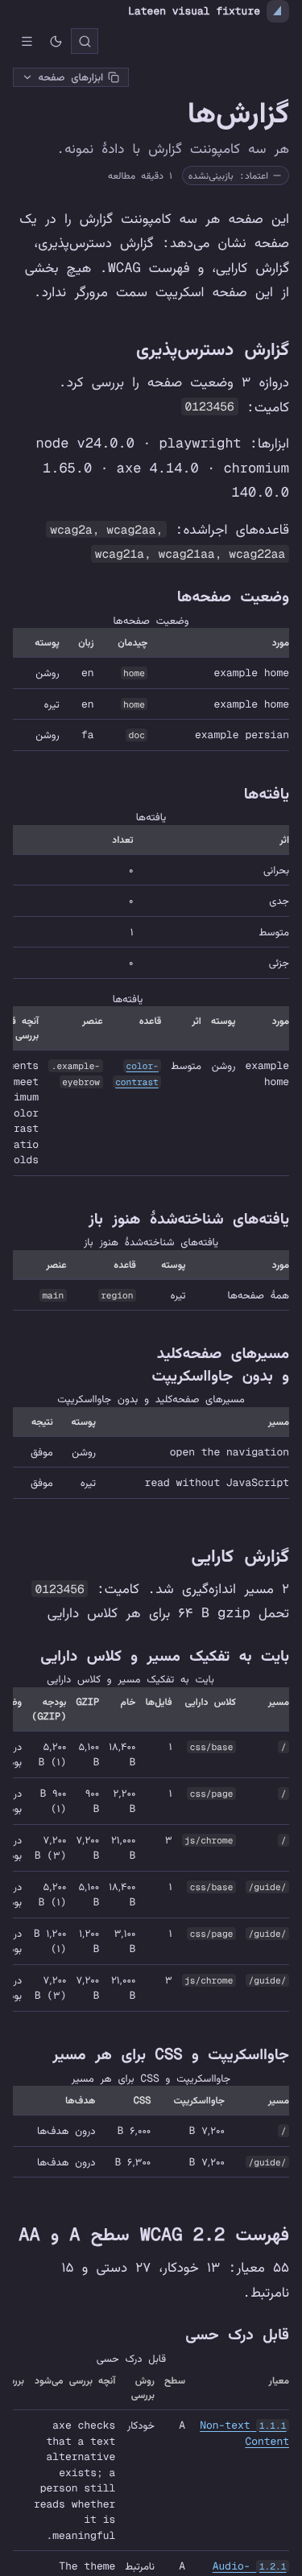 Lateen visual fixture
ابزارهای صفحه
گزارش‌ها
هر سه کامپوننت گزارش با دادهٔ نمونه.
— اعتماد: بازبینی‌نشده ۱ دقیقه مطالعه
این صفحه هر سه کامپوننت گزارش را در یک
صفحه نشان می‌دهد: گزارش دسترس‌پذیری،
گزارش کارایی، و فهرست WCAG. هیچ بخشی
از این صفحه اسکریپت سمت مرورگر ندارد.
گزارش دسترس‌پذیری
دروازه ۳ وضعیت صفحه را بررسی کرد.
کامیت: 0123456
ابزارها: node v24.0.0 · playwright
1.65.0 · axe 4.14.0 · chromium
140.0.0
قاعده‌های اجراشده: wcag2a, wcag2aa,
wcag21a, wcag21aa, wcag22aa
وضعیت صفحه‌ها
وضعیت صفحه‌ها
مورد چیدمان زبان پوسته
example home home en روشن
example home home en تیره
example persian doc fa روشن
یافته‌ها
یافته‌ها
اثر تعداد
بحرانی ۰
جدی ۰
متوسط ۱
جزئی ۰
یافته‌ها
مورد پوسته اثر قاعده عنصر آنچه
بررسی
example روشن متوسط color- .example-
home contrast eyebrow
meet
یافته‌های شناخته‌شدهٔ هنوز باز
یافته‌های شناخته‌شدهٔ هنوز باز
مورد پوسته قاعده عنصر
همهٔ صفحه‌ها تیره region main
مسیرهای صفحه‌کلید
و بدون جاوااسکریپت
مسیرهای صفحه‌کلید و بدون جاوااسکریپت
مسیر پوسته نتیجه
open the navigation روشن موفق
read without JavaScript تیره موفق
گزارش کارایی
۲ مسیر اندازه‌گیری شد. کامیت: 0123456
تحمل ۶۴ B gzip برای هر کلاس دارایی
بایت به تفکیک مسیر و کلاس دارایی
بایت به تفکیک مسیر و کلاس دارایی
مسیر کلاس دارایی فایل‌ها خام GZIP بودجه
(GZIP)
/ css/base ۱ ۱۸,۴۰۰ B ۵,۱۰۰ B ۵,۲۰۰ B (۱)
/ css/page ۱ ۲,۲۰۰ B ۹۰۰ B ۹۰۰ B (۱)
/ js/chrome ۳ ۲۱,۰۰۰ B ۷,۲۰۰ B ۷,۲۰۰ B (۳)
/guide/ css/base ۱ ۱۸,۴۰۰ B ۵,۱۰۰ B ۵,۲۰۰ B (۱)
/guide/ css/page ۱ ۳,۱۰۰ B ۱,۲۰۰ B ۱,۲۰۰ B (۱)
/guide/ js/chrome ۳ ۲۱,۰۰۰ B ۷,۲۰۰ B ۷,۲۰۰ B (۳)
جاوااسکریپت و CSS برای هر مسیر
جاوااسکریپت و CSS برای هر مسیر
مسیر جاوااسکریپت CSS هدف‌ها
/ ۷,۲۰۰ B ۶,۰۰۰ B درون هدف‌ها
/guide/ ۷,۲۰۰ B ۶,۳۰۰ B درون هدف‌ها
فهرست WCAG 2.2 سطح A و AA
۵۵ معیار: ۱۳ خودکار، ۲۷ دستی و ۱۵
نامرتبط.
قابل درک حسی
قابل درک حسی
معیار سطح روش آنچه بررسی می‌شود
بررسی
1.1.1 Non-text A خودکار axe checks
Content that a text
alternative
exists; a
person still
reads whether
it is
meaningful.
1.2.1 Audio- A نامرتبط The theme